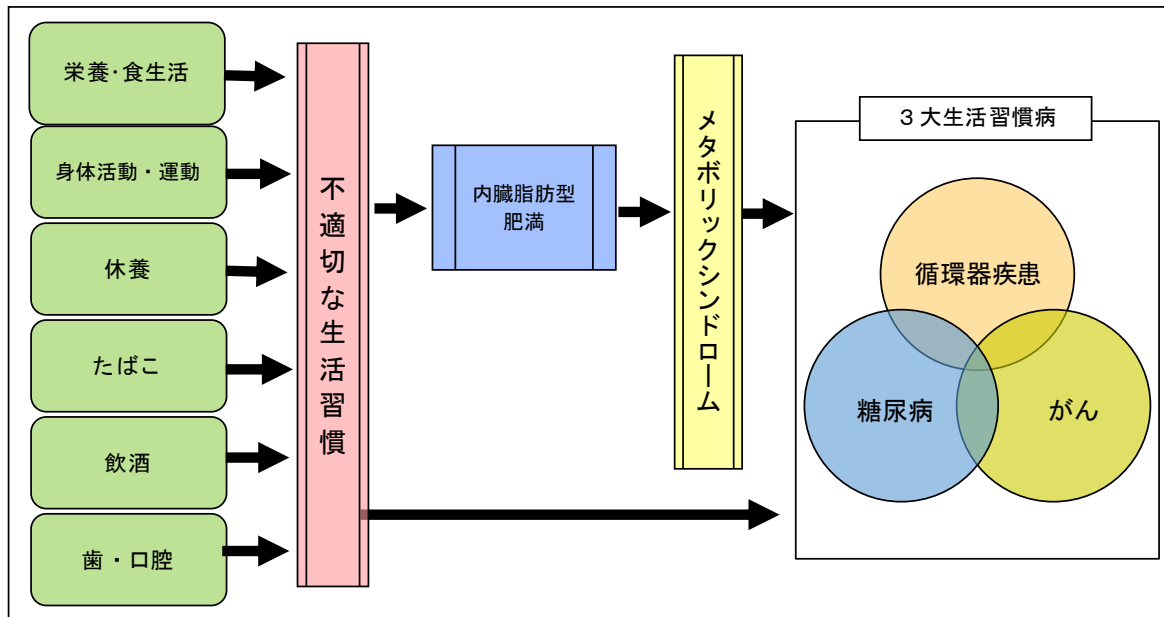 栄養・食生活
身体活動・運動
休養
たばこ
飲酒
歯・口腔
不適切な生活習慣
内臓脂肪型
肥満
メタボリックシンドローム
３大生活習慣病
循環器疾患
糖尿病
がん